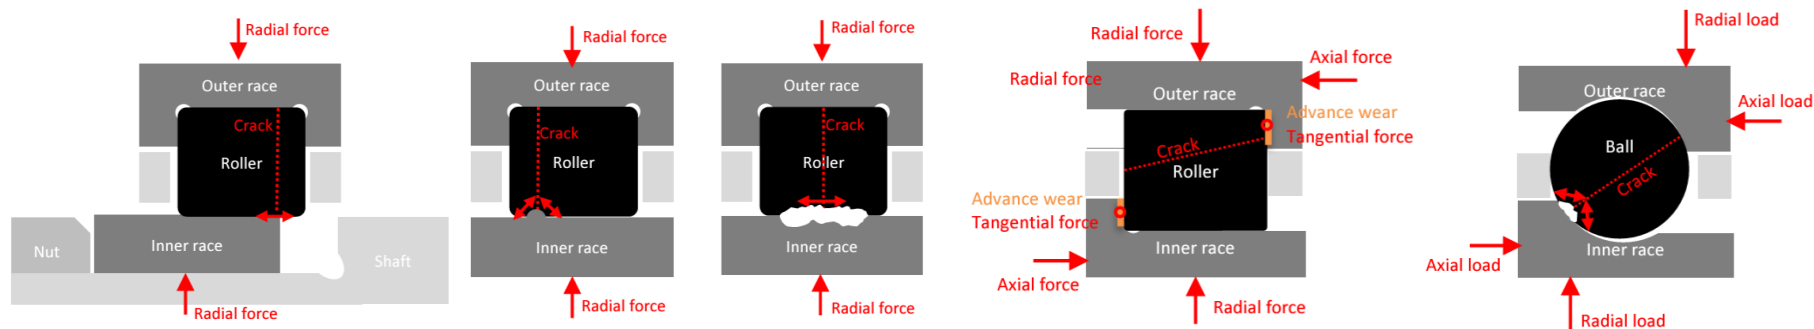 Radial force
Outer race
Crack
Roller
Nut
Inner race
Shaft
Radial force
Radial force
Outer race
Crack
Roller
Inner race
Radial force
Radial force
Outer race
Crack
Roller
Inner race
Radial force
Radial force
Axial force
Radial force
Outer race
Advance wear
Tangential force
Crack
Roller
Advance wear
Tangential force
Inner race
Axial force
Radial force
Radial load
Outer race
Axial load
Ball
Crack
Inner race
Axial load
Radial load